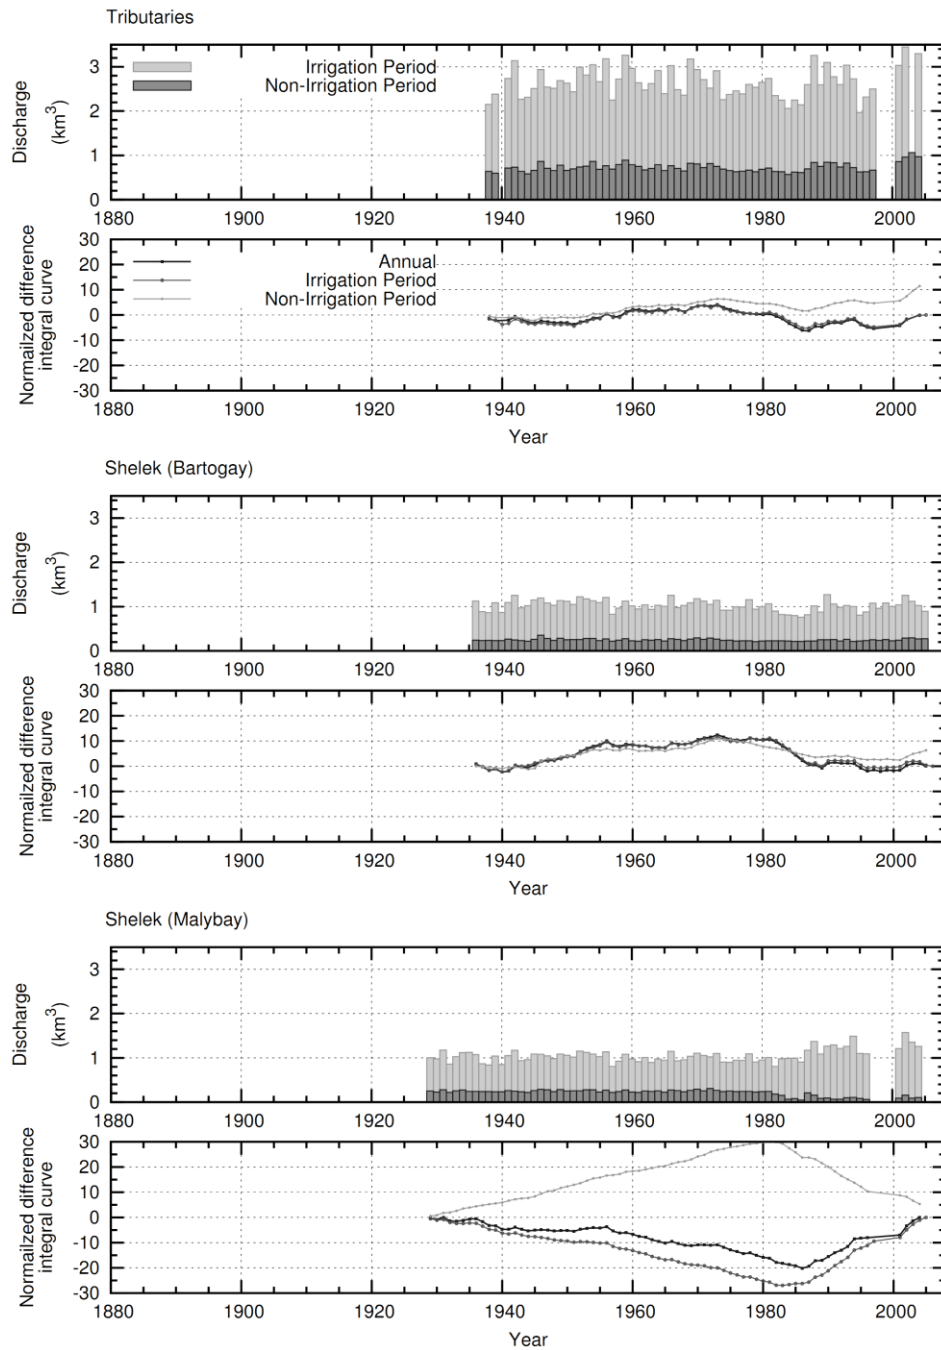 Tributaries
Discharge
(km³)
3
2
1
0
Irrigation Period
Non-Irrigation Period
1880 1900 1920 1940 1960 1980 2000
Normalized difference
integral curve
30
20
10
0
-10
-20
-30
Annual
Irrigation Period
Non-Irrigation Period
1880 1900 1920 1940 1960 1980 2000
Year
Shelek (Bartogay)
Discharge
(km³)
3
2
1
0
1880 1900 1920 1940 1960 1980 2000
Normailzed difference
integral curve
30
20
10
0
-10
-20
-30
1880 1900 1920 1940 1960 1980 2000
Year
Shelek (Malybay)
Discharge
(km³)
3
2
1
0
1880 1900 1920 1940 1960 1980 2000
Normailzed difference
integral curve
30
20
10
0
-10
-20
-30
1880 1900 1920 1940 1960 1980 2000
Year